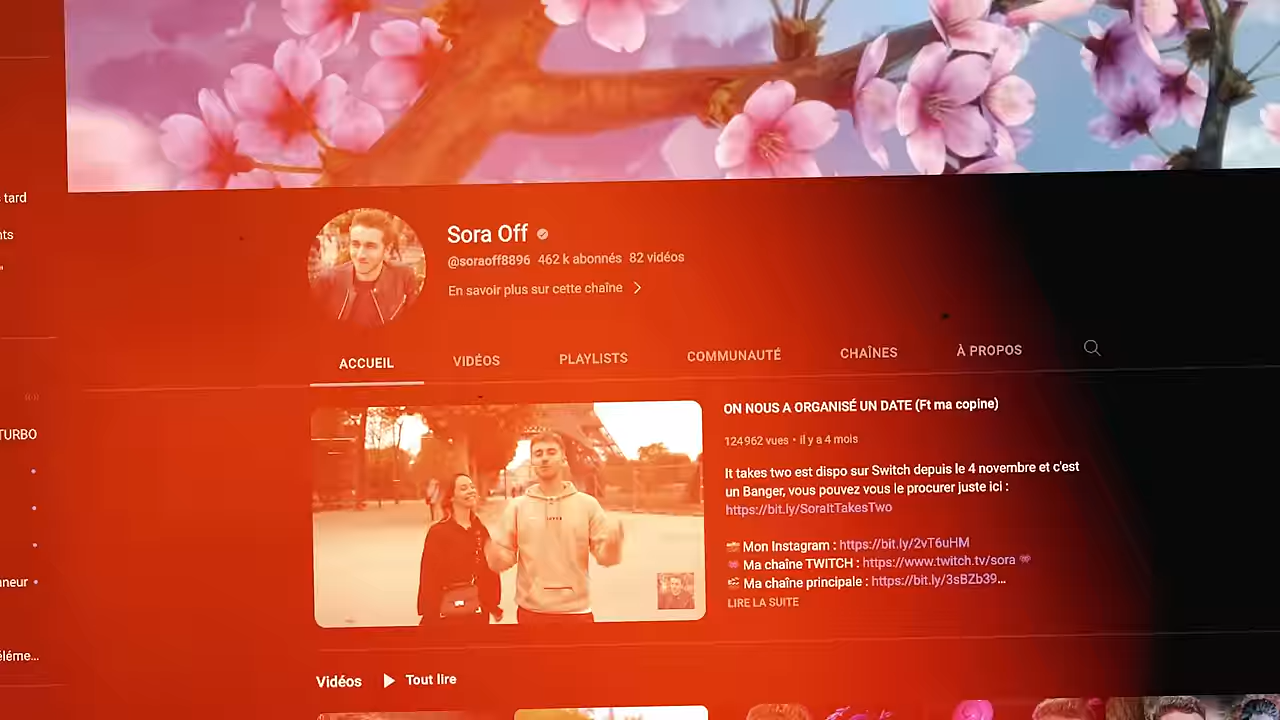 s tard
nts
TURBO
nneur •
éléme...
Sora Off
@soraoff8896 462 k abonnés 82 vidéos
En savoir plus sur cette chaîne >
ACCUEIL VIDÉOS PLAYLISTS COMMUNAUTÉ CHAÎNES À PROPOS
ON NOUS A ORGANISÉ UN DATE (Ft ma copine)
124 962 vues • il y a 4 mois
It takes two est dispo sur Switch depuis le 4 novembre et c'est
un Banger, vous pouvez vous le procurer juste ici :
https://bit.ly/SoraItTakesTwo
Mon Instagram : https://bit.ly/2vT6uHM
Ma chaîne TWITCH : https://www.twitch.tv/sora
Ma chaîne principale : https://bit.ly/3sBZb39...
LIRE LA SUITE
Vidéos Tout lire